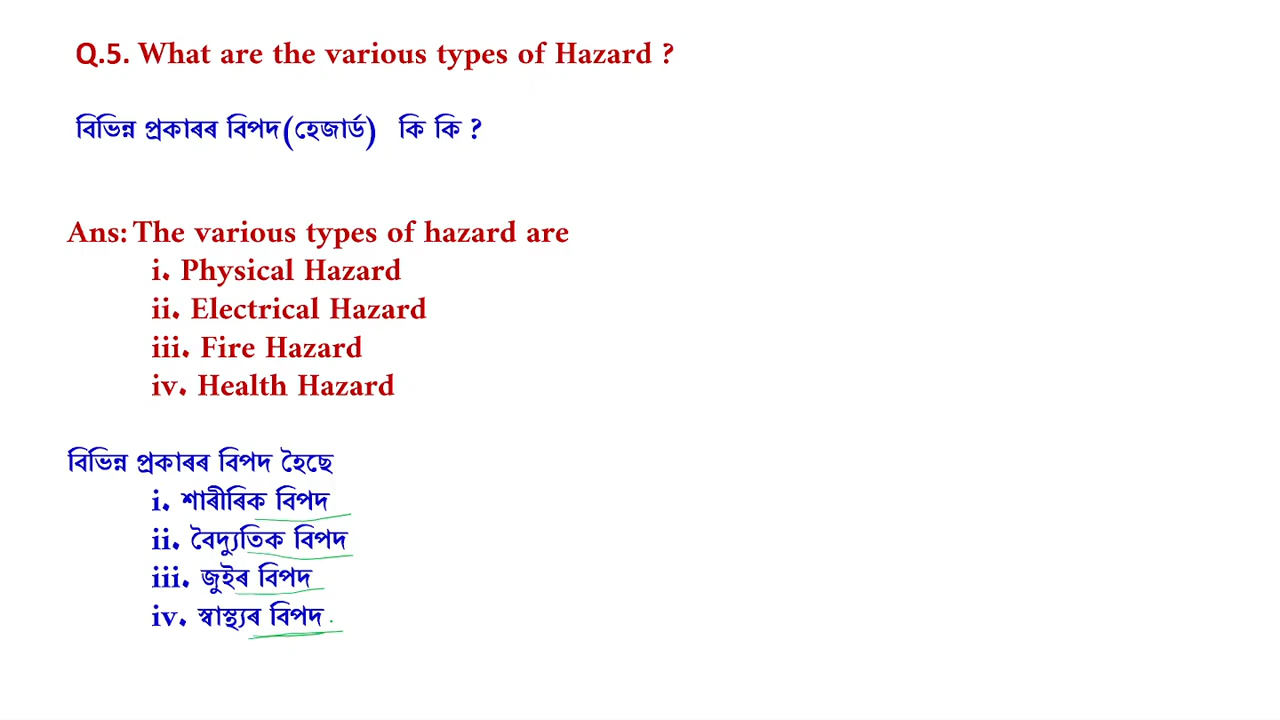 Q.5. What are the various types of Hazard ?
বিভিন্ন প্ৰকাৰৰ বিপদ(হেজাৰ্ড) কি কি ?
Ans: The various types of hazard are
i. Physical Hazard
ii. Electrical Hazard
iii. Fire Hazard
iv. Health Hazard
বিভিন্ন প্ৰকাৰৰ বিপদ হৈছে
i. শাৰীৰিক বিপদ
ii. বৈদ্যুতিক বিপদ
iii. জুইৰ বিপদ
iv. স্বাস্থ্যৰ বিপদ